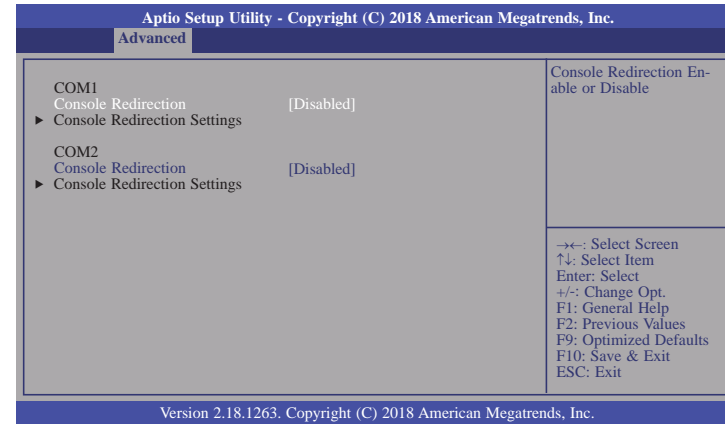 Aptio Setup Utility - Copyright (C) 2018 American Megatrends, Inc.
Advanced
COM1
Console Redirection [Disabled]
► Console Redirection Settings
COM2
Console Redirection [Disabled]
► Console Redirection Settings
Console Redirection En-
able or Disable
→←: Select Screen
↑↓: Select Item
Enter: Select
+/-: Change Opt.
F1: General Help
F2: Previous Values
F9: Optimized Defaults
F10: Save & Exit
ESC: Exit
Version 2.18.1263. Copyright (C) 2018 American Megatrends, Inc.